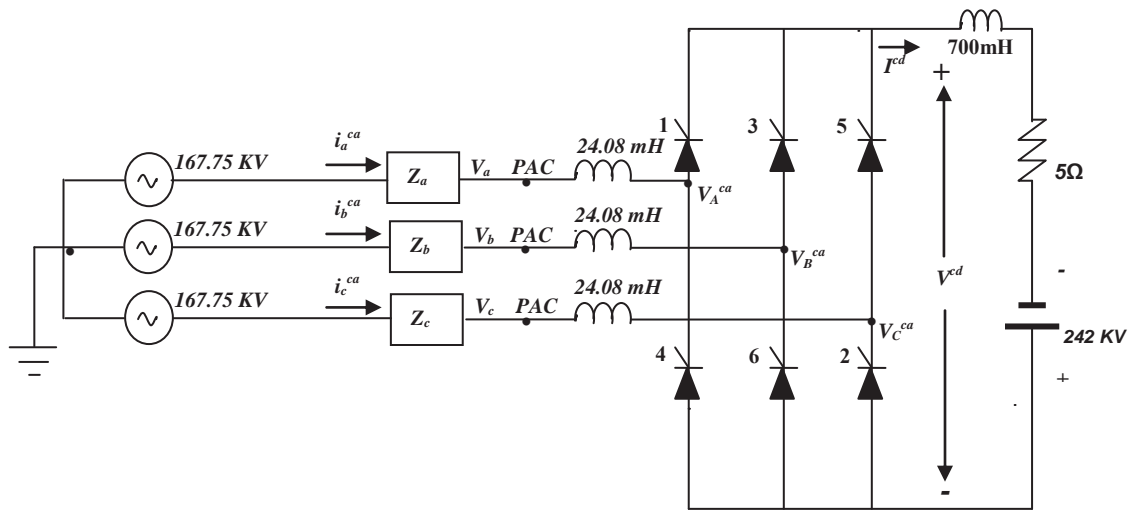 700mH
I^cd
+
1
3
5
24.08 mH
167.75 KV
i_a^ca
Z_a
V_a
PAC
V_A^ca
5Ω
24.08 mH
167.75 KV
i_b^ca
Z_b
V_b
PAC
V_B^ca
V^cd
-
24.08 mH
167.75 KV
i_c^ca
Z_c
V_c
PAC
V_C^ca
242 KV
4
6
2
+
-